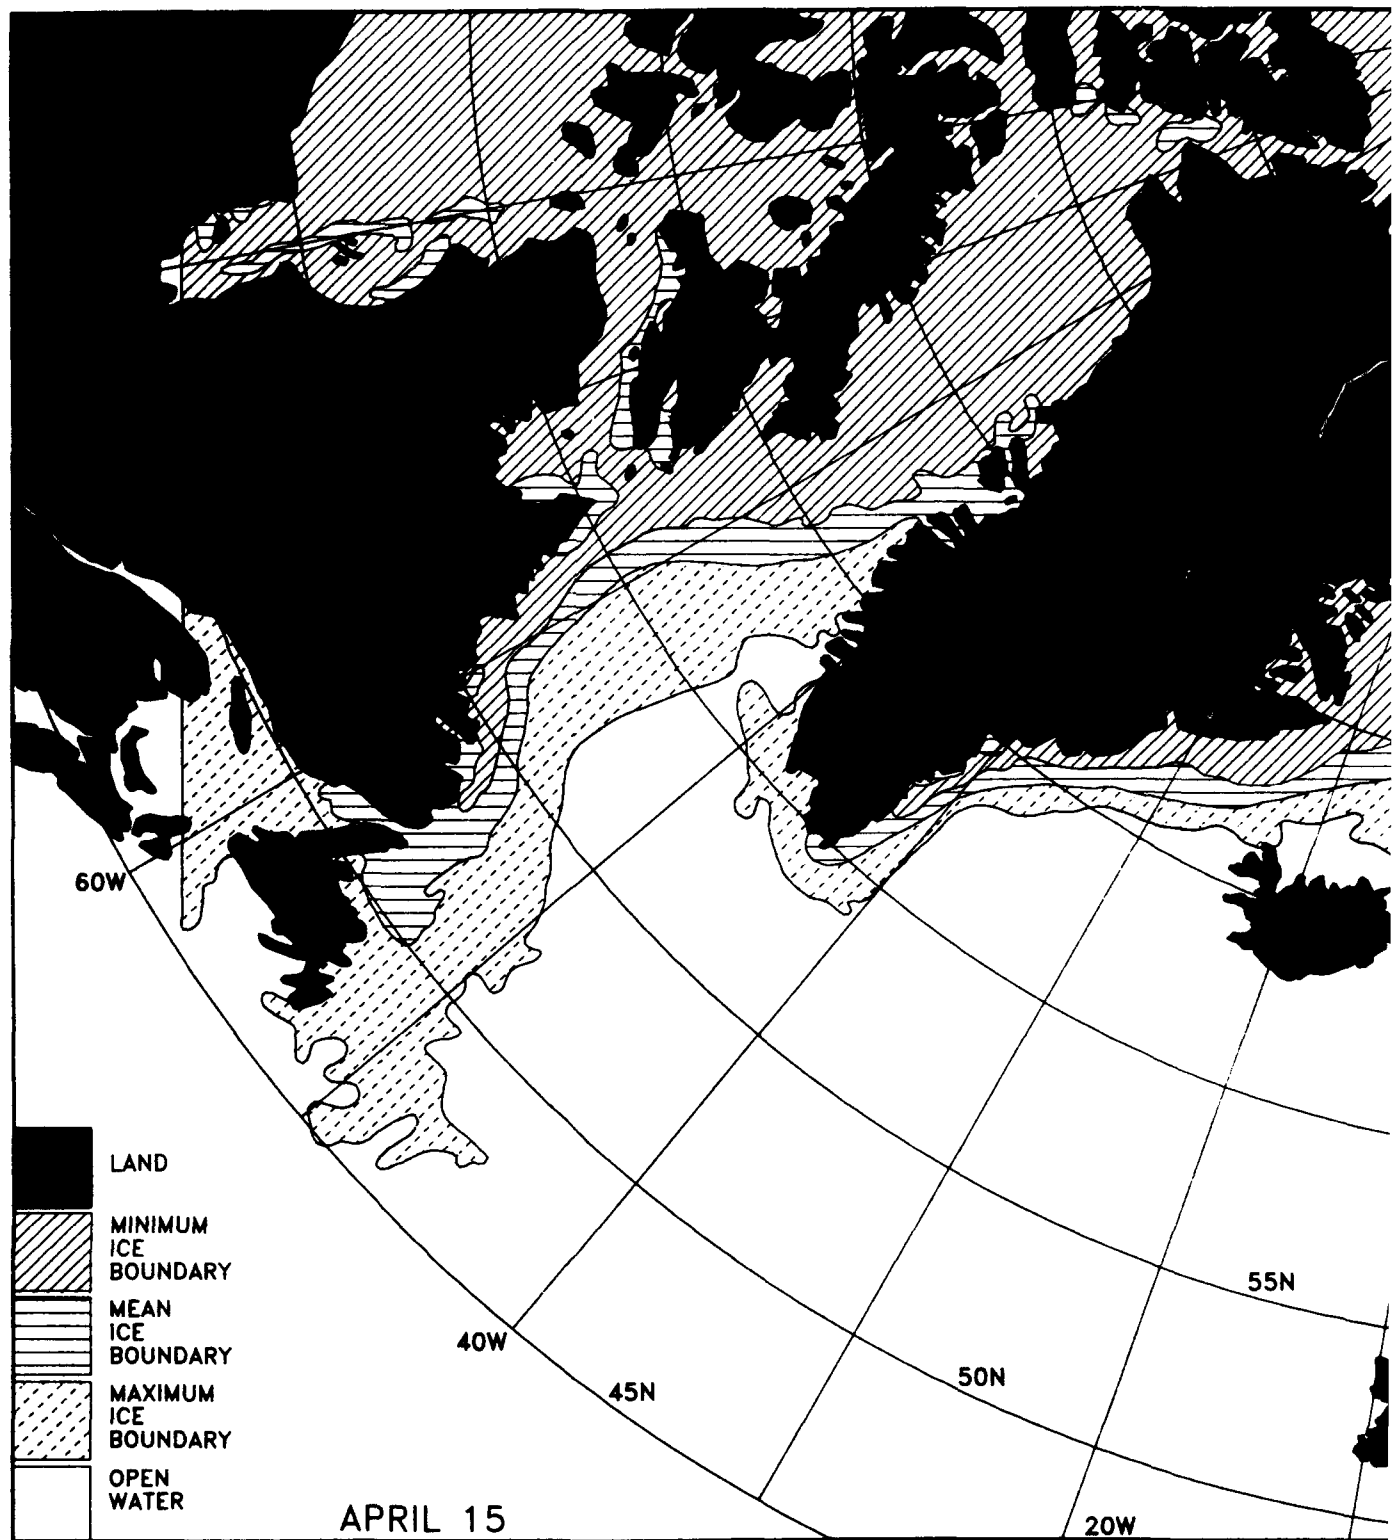 60W
LAND
MINIMUM
ICE
BOUNDARY
55N
MEAN
ICE
BOUNDARY
40W
50N
45N
MAXIMUM
ICE
BOUNDARY
OPEN
WATER
APRIL 15
20W